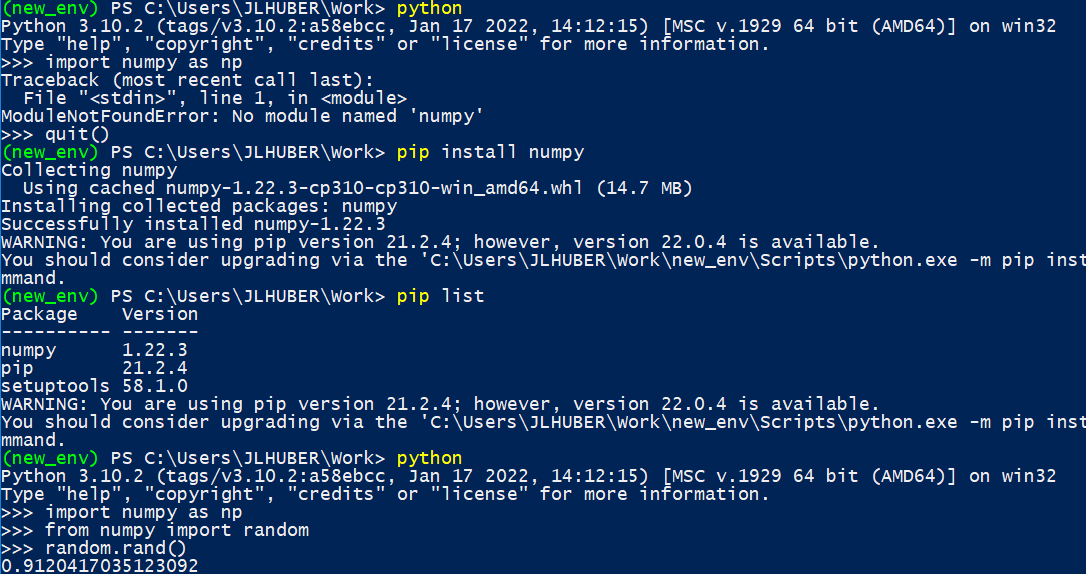 (new_env) PS C:\Users\JLHUBER\Work> python
Python 3.10.2 (tags/v3.10.2:a58ebcc, Jan 17 2022, 14:12:15) [MSC v.1929 64 bit (AMD64)] on win32
Type "help", "copyright", "credits" or "license" for more information.
>>> import numpy as np
Traceback (most recent call last):
  File "<stdin>", line 1, in <module>
ModuleNotFoundError: No module named 'numpy'
>>> quit()
(new_env) PS C:\Users\JLHUBER\Work> pip install numpy
Collecting numpy
  Using cached numpy-1.22.3-cp310-cp310-win_amd64.whl (14.7 MB)
Installing collected packages: numpy
Successfully installed numpy-1.22.3
WARNING: You are using pip version 21.2.4; however, version 22.0.4 is available.
You should consider upgrading via the 'C:\Users\JLHUBER\Work\new_env\Scripts\python.exe -m pip inst
mmand.
(new_env) PS C:\Users\JLHUBER\Work> pip list
Package    Version
---------- -------
numpy      1.22.3
pip        21.2.4
setuptools 58.1.0
WARNING: You are using pip version 21.2.4; however, version 22.0.4 is available.
You should consider upgrading via the 'C:\Users\JLHUBER\Work\new_env\Scripts\python.exe -m pip inst
mmand.
(new_env) PS C:\Users\JLHUBER\Work> python
Python 3.10.2 (tags/v3.10.2:a58ebcc, Jan 17 2022, 14:12:15) [MSC v.1929 64 bit (AMD64)] on win32
Type "help", "copyright", "credits" or "license" for more information.
>>> import numpy as np
>>> from numpy import random
>>> random.rand()
0.9120417035123092